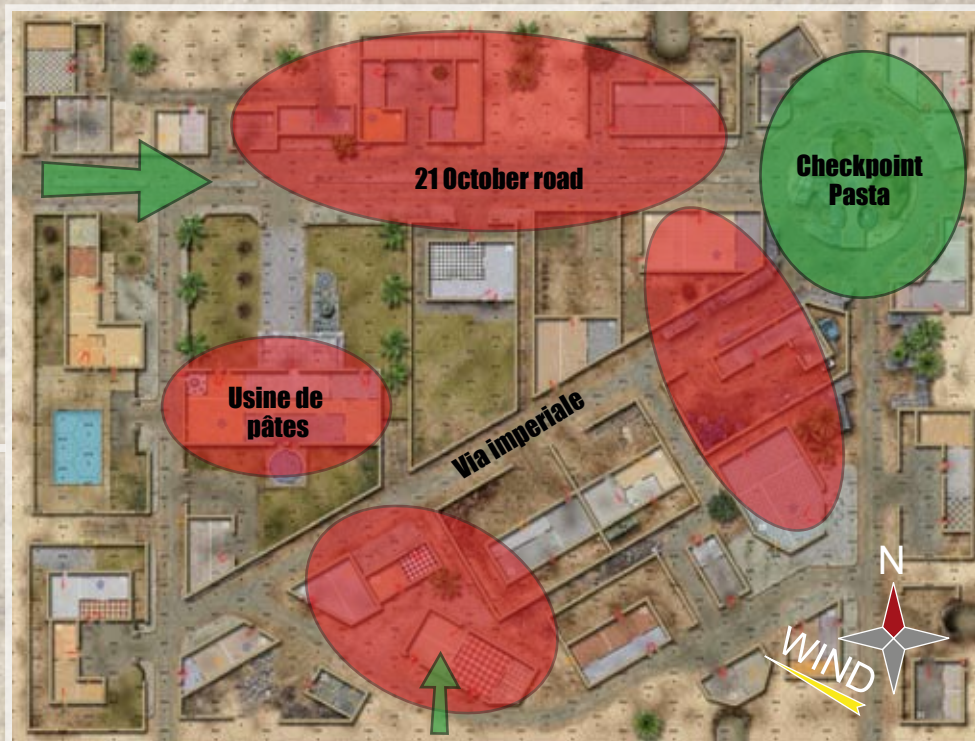 21 October road
Checkpoint
Pasta
Usine de
pâtes
Via imperiale
N
WIND